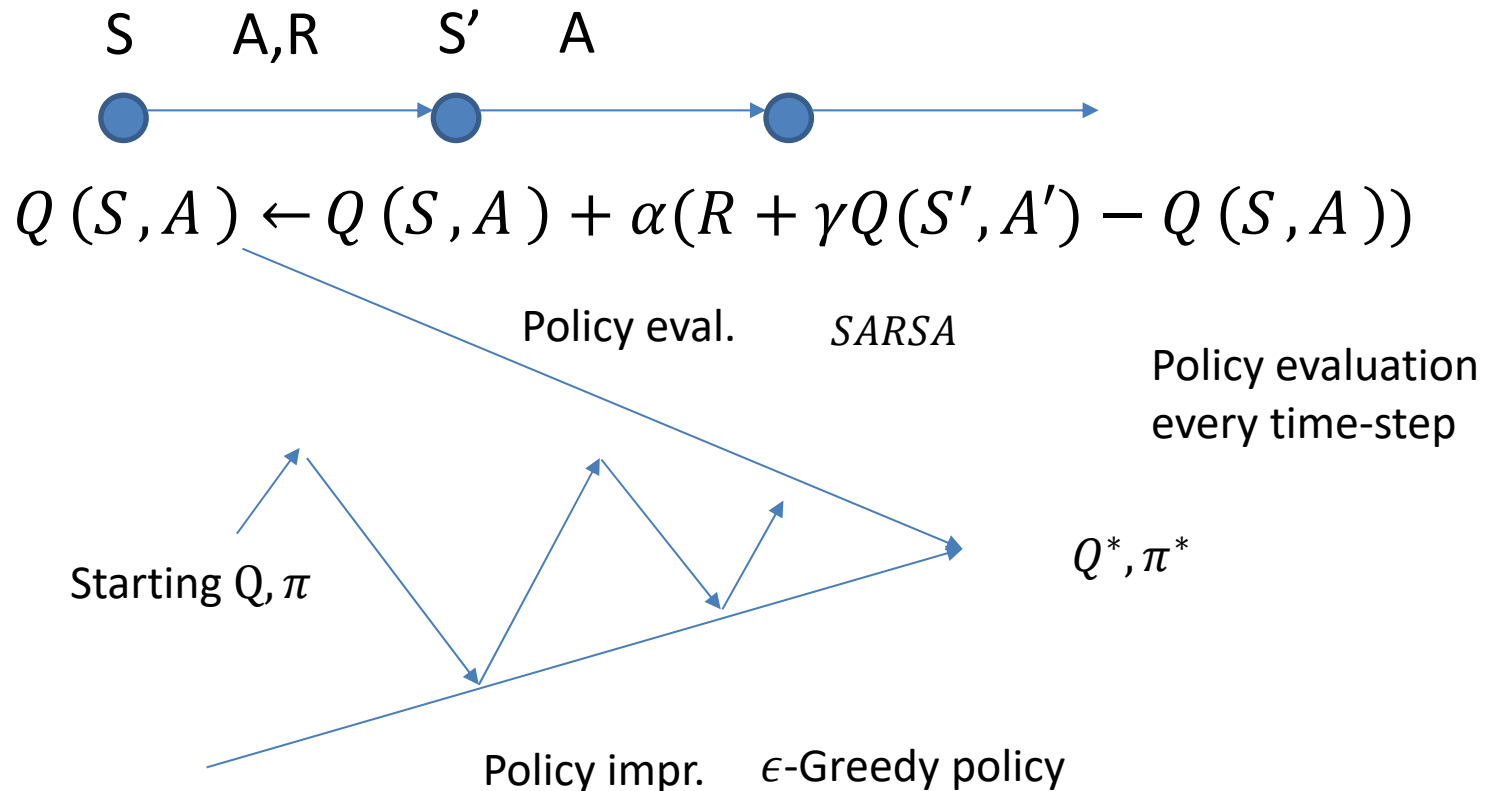 S A,R S’ A
Q (S , A ) ← Q (S , A ) + α(R + γQ(S′, A′) − Q (S , A ))
Policy eval. SARSA
Policy evaluation
every time-step
Q*, π*
Starting Q, π
Policy impr. ϵ-Greedy policy